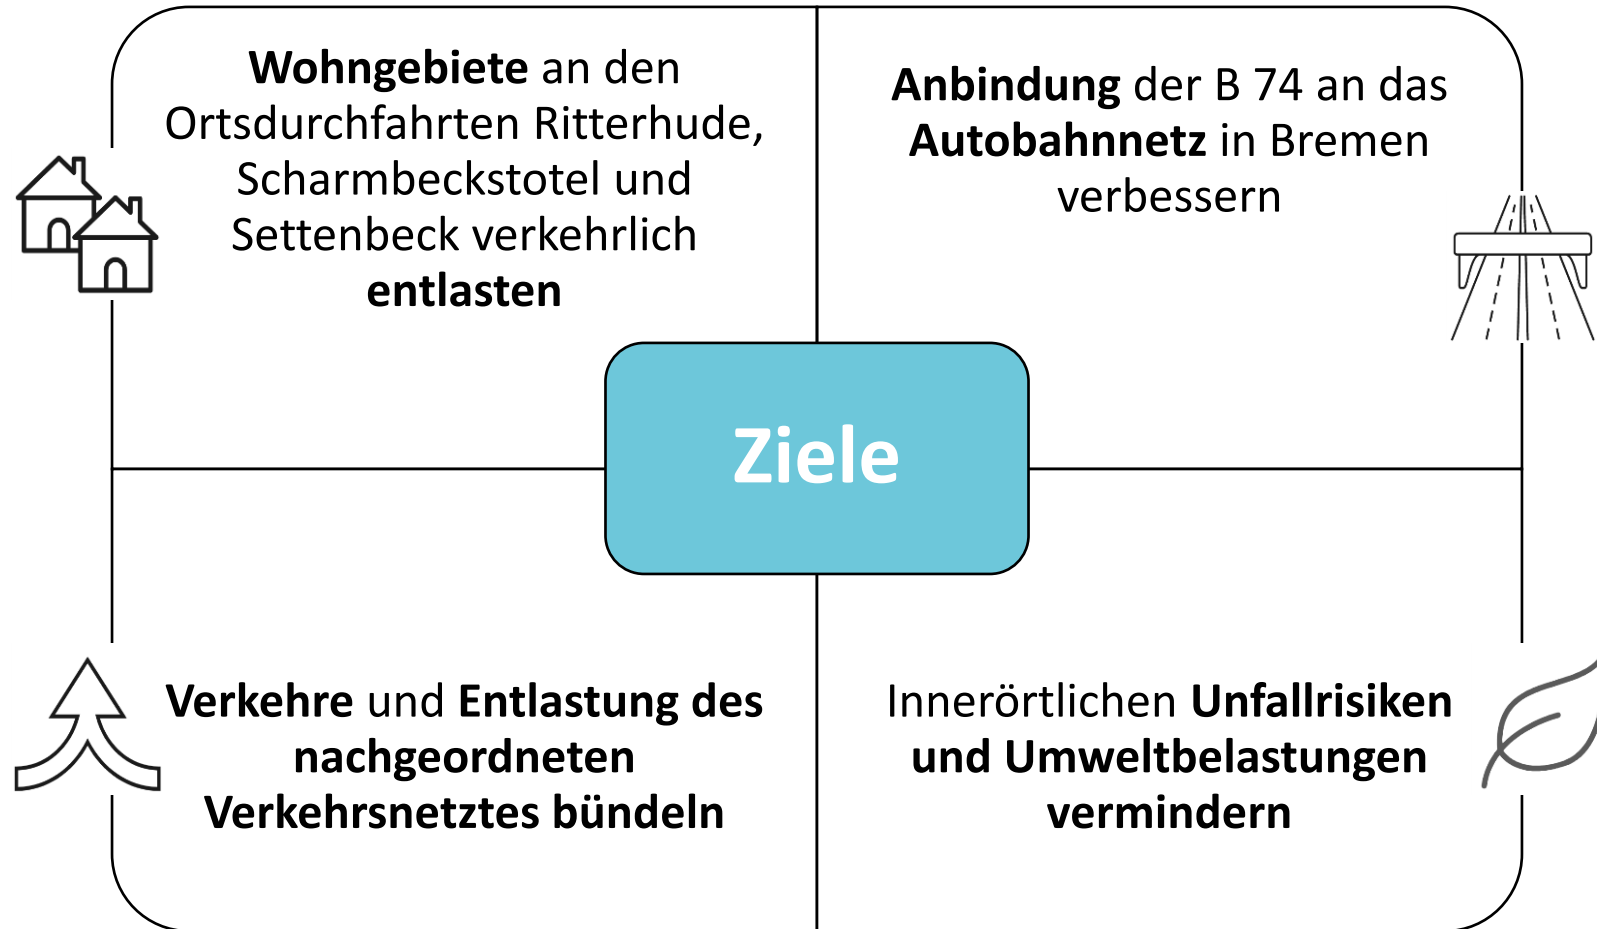 Wohngebiete an den
Ortsdurchfahrten Ritterhude,
Scharmbeckstotel und
Settenbeck verkehrlich
entlasten
Anbindung der B 74 an das
Autobahnnetz in Bremen
verbessern
Ziele
Verkehre und Entlastung des
nachgeordneten
Verkehrsnetztes bündeln
Innerörtlichen Unfallrisiken
und Umweltbelastungen
vermindern